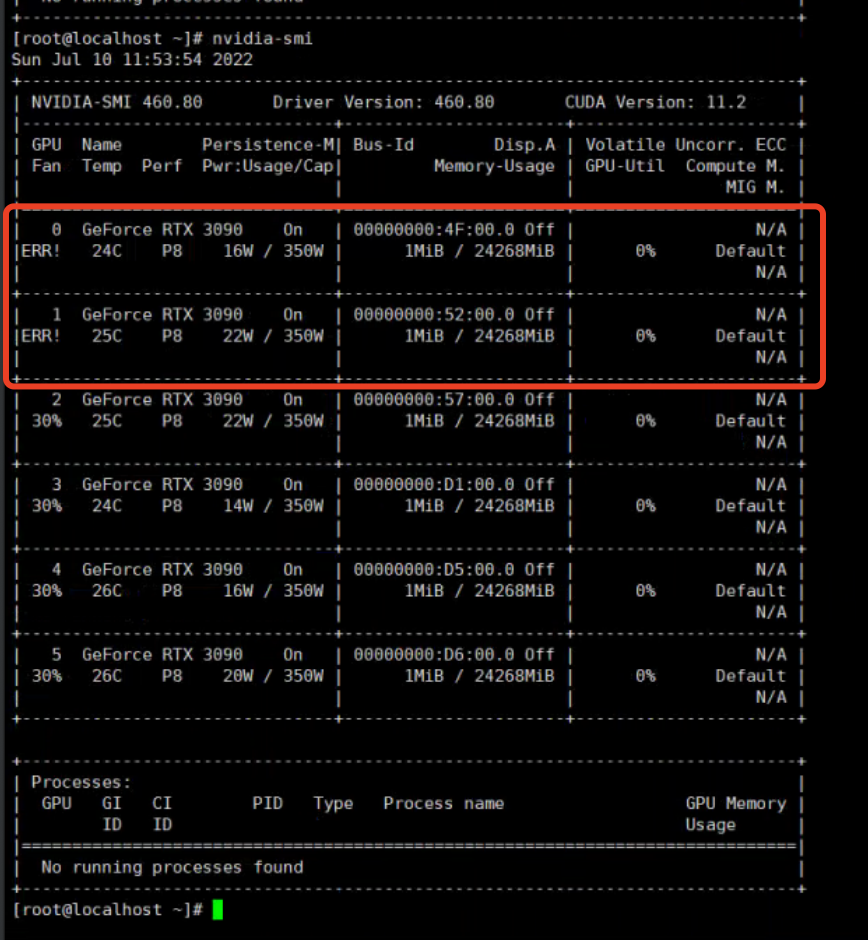 No running processes found
[root@localhost ~]# nvidia-smi
Sun Jul 10 11:53:54 2022
+-----------------------------------------------------------------------------+
| NVIDIA-SMI 460.80       Driver Version: 460.80       CUDA Version: 11.2     |
|-------------------------------+----------------------+----------------------+
| GPU  Name        Persistence-M| Bus-Id        Disp.A | Volatile Uncorr. ECC |
| Fan  Temp  Perf  Pwr:Usage/Cap|         Memory-Usage | GPU-Util  Compute M. |
|                               |                      |               MIG M. |
|   0  GeForce RTX 3090    On   | 00000000:4F:00.0 Off |                  N/A |
|ERR!   24C    P8    16W / 350W |      1MiB / 24268MiB |      0%      Default |
|                               |                      |                  N/A |
+-------------------------------+----------------------+----------------------+
|   1  GeForce RTX 3090    On   | 00000000:52:00.0 Off |                  N/A |
|ERR!   25C    P8    22W / 350W |      1MiB / 24268MiB |      0%      Default |
|                               |                      |                  N/A |
+-------------------------------+----------------------+----------------------+
|   2  GeForce RTX 3090    On   | 00000000:57:00.0 Off |                  N/A |
| 30%   25C    P8    22W / 350W |      1MiB / 24268MiB |      0%      Default |
|                               |                      |                  N/A |
+-------------------------------+----------------------+----------------------+
|   3  GeForce RTX 3090    On   | 00000000:D1:00.0 Off |                  N/A |
| 30%   24C    P8    14W / 350W |      1MiB / 24268MiB |      0%      Default |
|                               |                      |                  N/A |
+-------------------------------+----------------------+----------------------+
|   4  GeForce RTX 3090    On   | 00000000:D5:00.0 Off |                  N/A |
| 30%   26C    P8    16W / 350W |      1MiB / 24268MiB |      0%      Default |
|                               |                      |                  N/A |
+-------------------------------+----------------------+----------------------+
|   5  GeForce RTX 3090    On   | 00000000:D6:00.0 Off |                  N/A |
| 30%   26C    P8    20W / 350W |      1MiB / 24268MiB |      0%      Default |
|                               |                      |                  N/A |
+-------------------------------+----------------------+----------------------+
+-----------------------------------------------------------------------------+
| Processes:                                                                  |
|  GPU   GI   CI        PID   Type   Process name                  GPU Memory |
|        ID   ID                                                   Usage      |
|=============================================================================|
|  No running processes found                                                 |
+-----------------------------------------------------------------------------+
[root@localhost ~]#